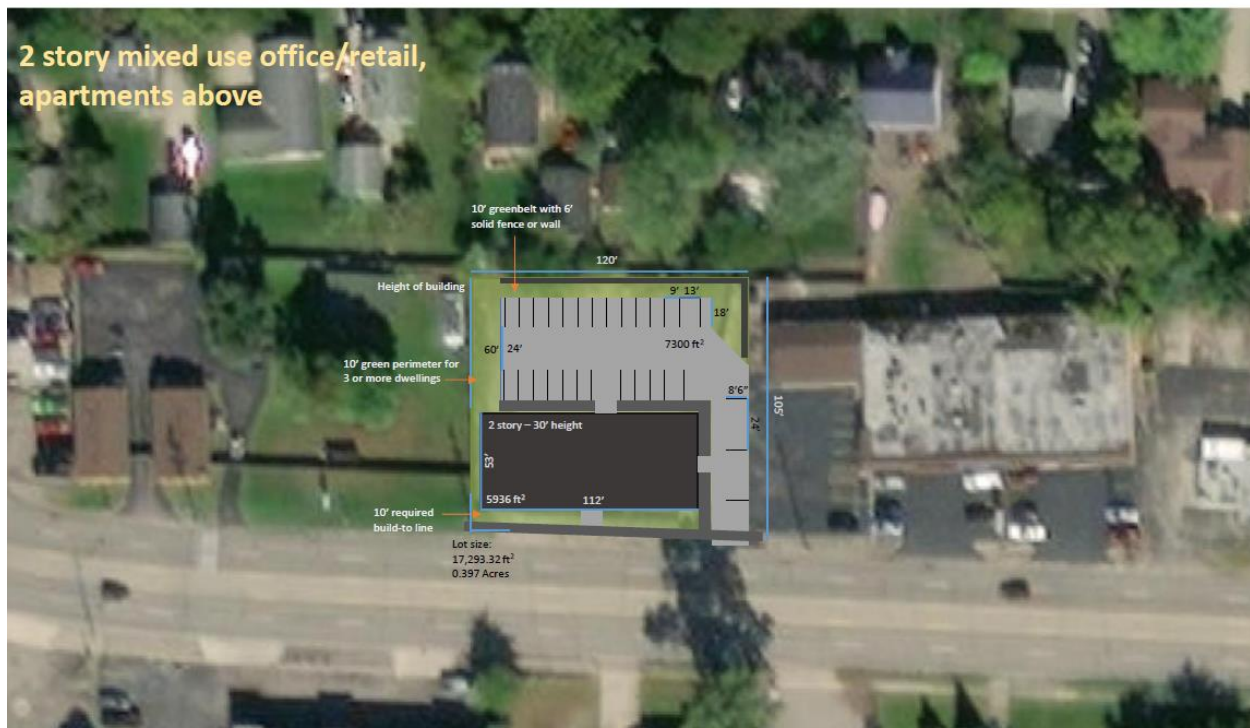 2 story mixed use office/retail,
apartments above
10' greenbelt with 6'
solid fence or wall
120'
Height of building
9' 13'
18'
60'
24'
7300 ft²
10' green perimeter for
3 or more dwellings
8'6"
105'
24'
2 story – 30' height
53'
5936 ft²
112'
10' required
build-to line
Lot size:
17,293.32 ft²
0.397 Acres